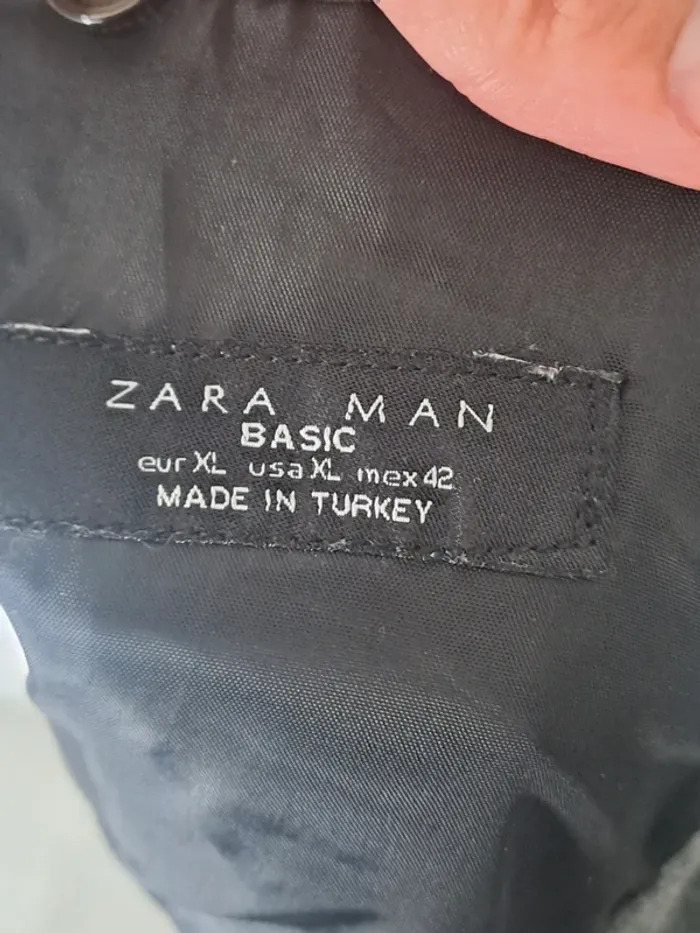 ZARA MAN
BASIC
eur XL usa XL mex 42
MADE IN TURKEY